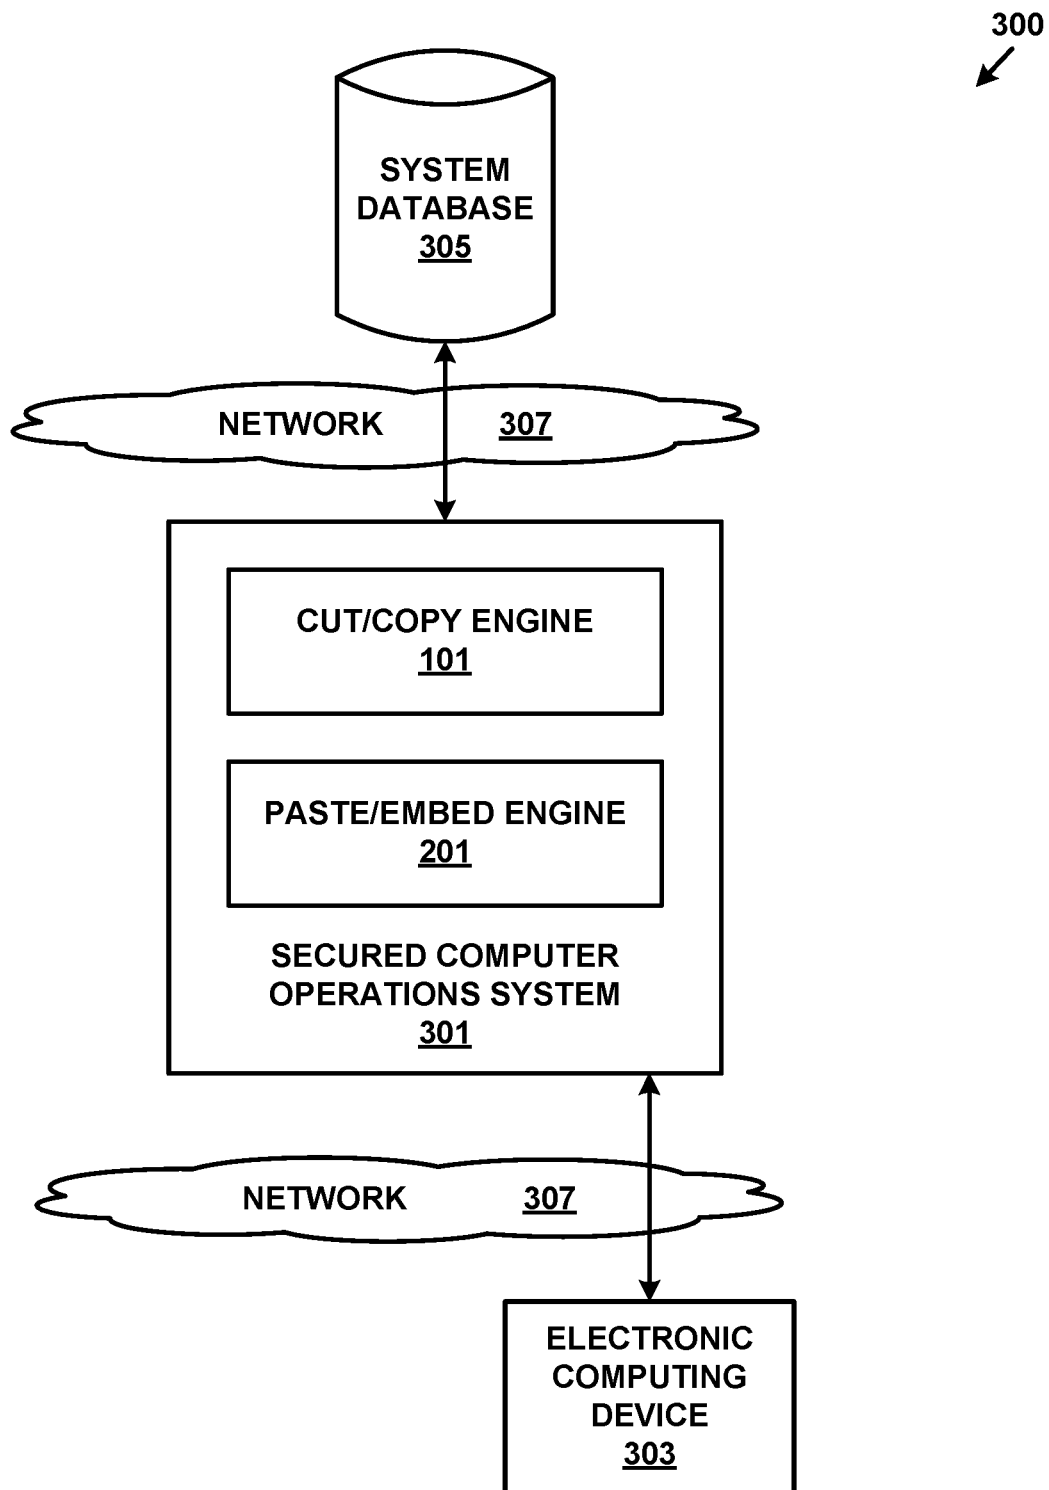 300
SYSTEM
DATABASE
305
NETWORK 307
CUT/COPY ENGINE
101
PASTE/EMBED ENGINE
201
SECURED COMPUTER
OPERATIONS SYSTEM
301
NETWORK 307
ELECTRONIC
COMPUTING
DEVICE
303